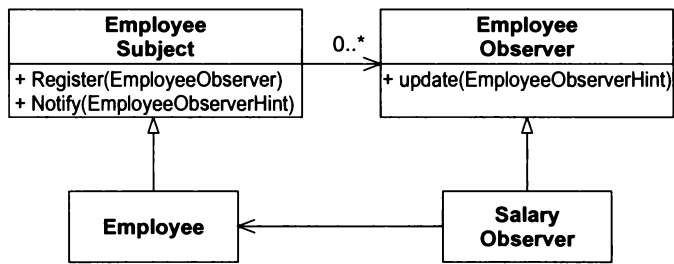 Employee
Subject
+ Register(EmployeeObserver)
+ Notify(EmployeeObserverHint)
0..*
Employee
Observer
+ update(EmployeeObserverHint)
Employee
Salary
Observer